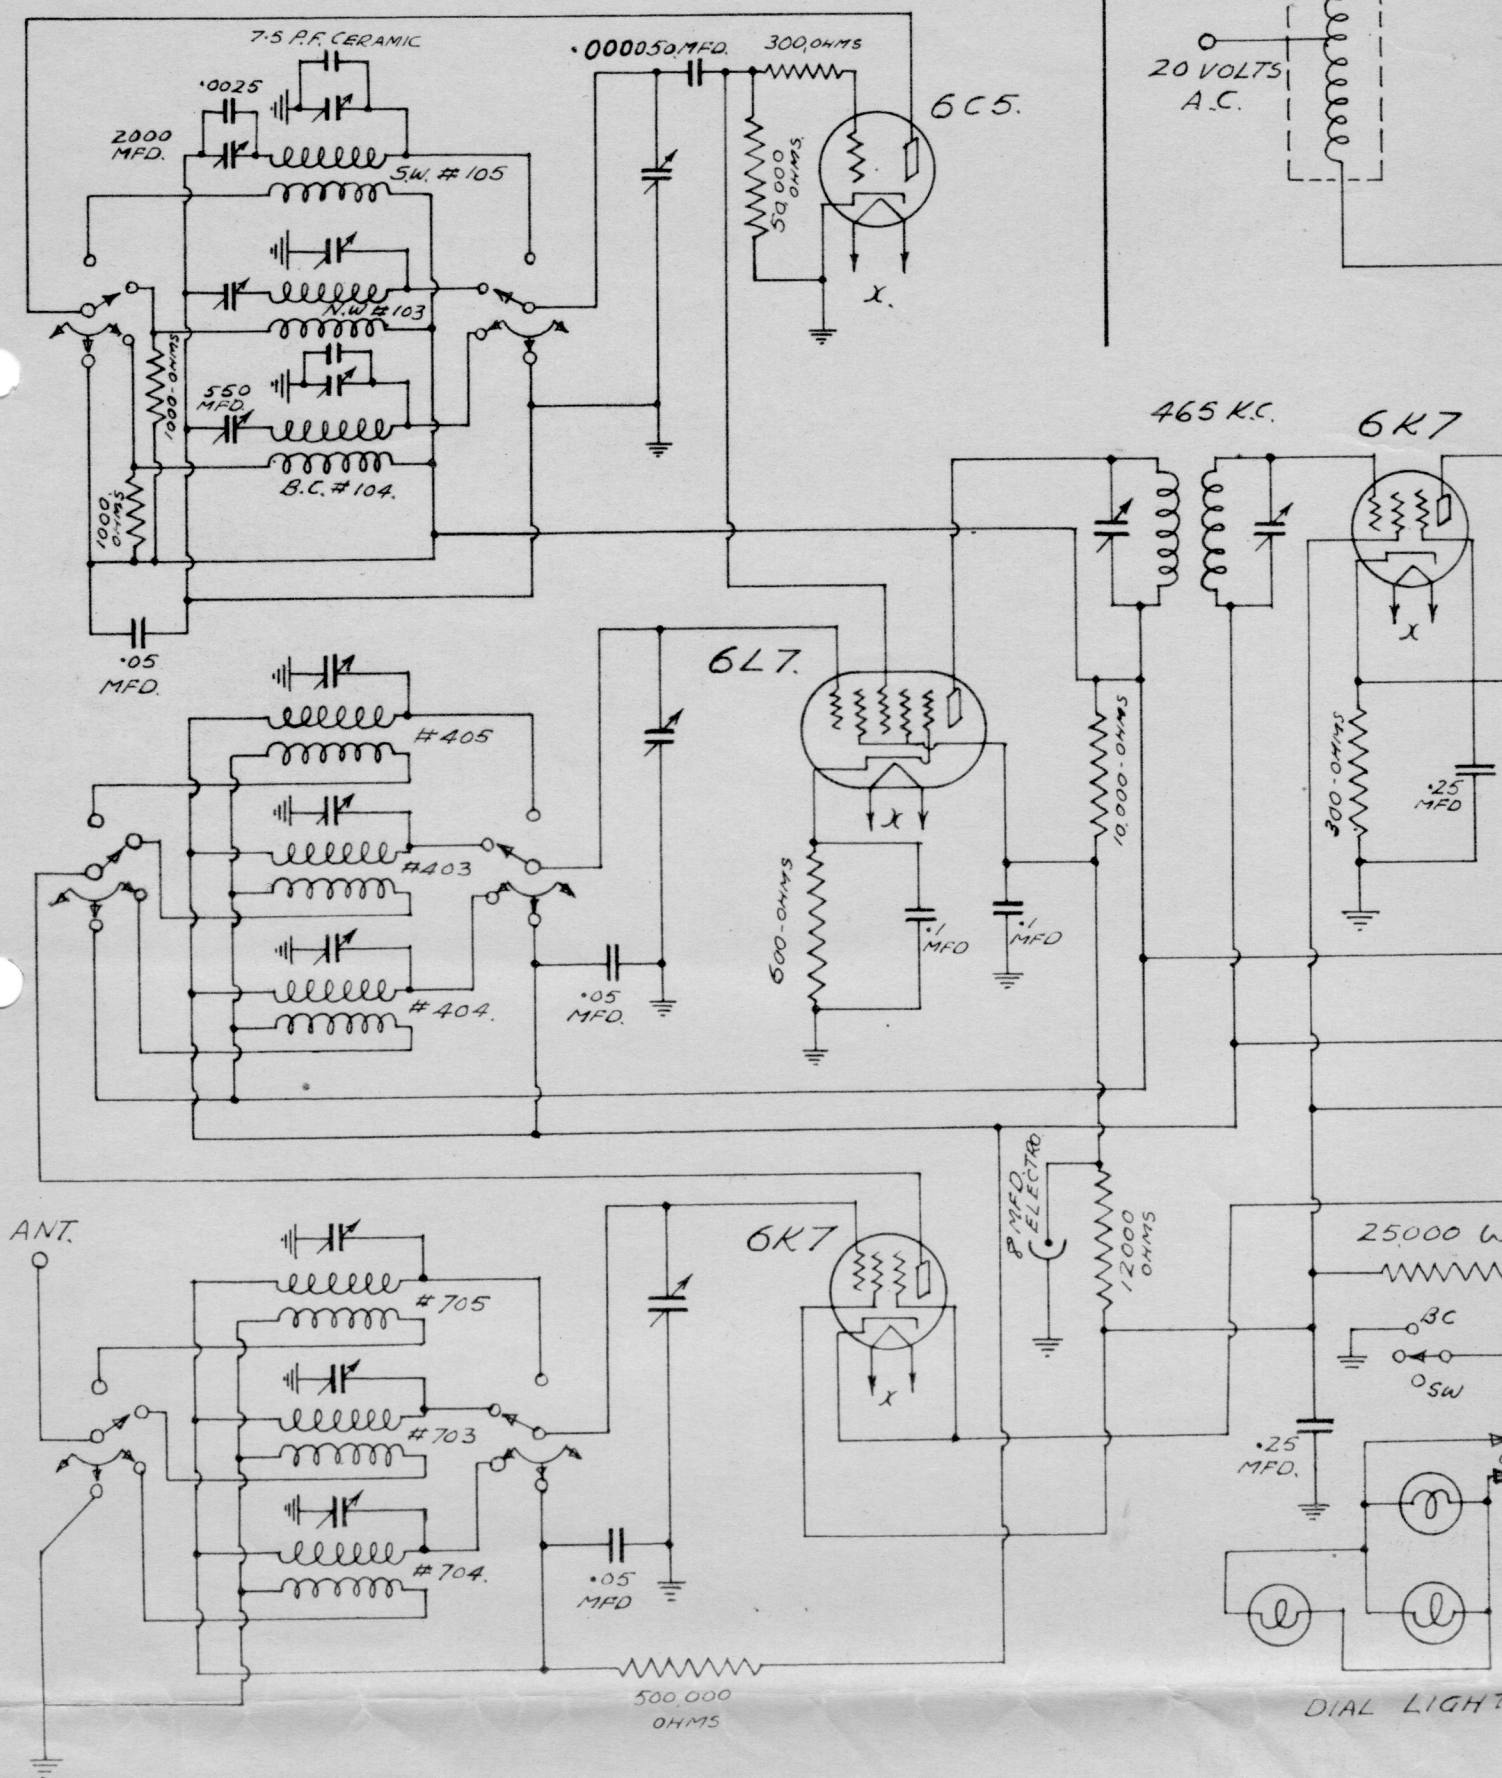 7.5 P.F. CERAMIC
.000050 MFD.
300,OHMS
20 VOLTS
A.C.
.0025
6C5.
2000
MFD.
S.W. #105
50,000
OHMS.
X.
N.W #103
1000-OHMS
550
MFD.
465 K.C.
6K7
B.C. #104.
1000.
OHMS
X
.05
MFD.
6L7.
#405
10,000-OHMS
X
300-OHMS
.25
MFD
#403
600-OHMS
.1
MFD
.1
MFD
#404.
.05
MFD.
8 MFD.
ELECTRO.
ANT.
6K7
12000
OHMS
25000
#705
BC
X
SW
#703
.25
MFD.
#704.
.05
MFD
500,000
OHMS
DIAL LIGHT